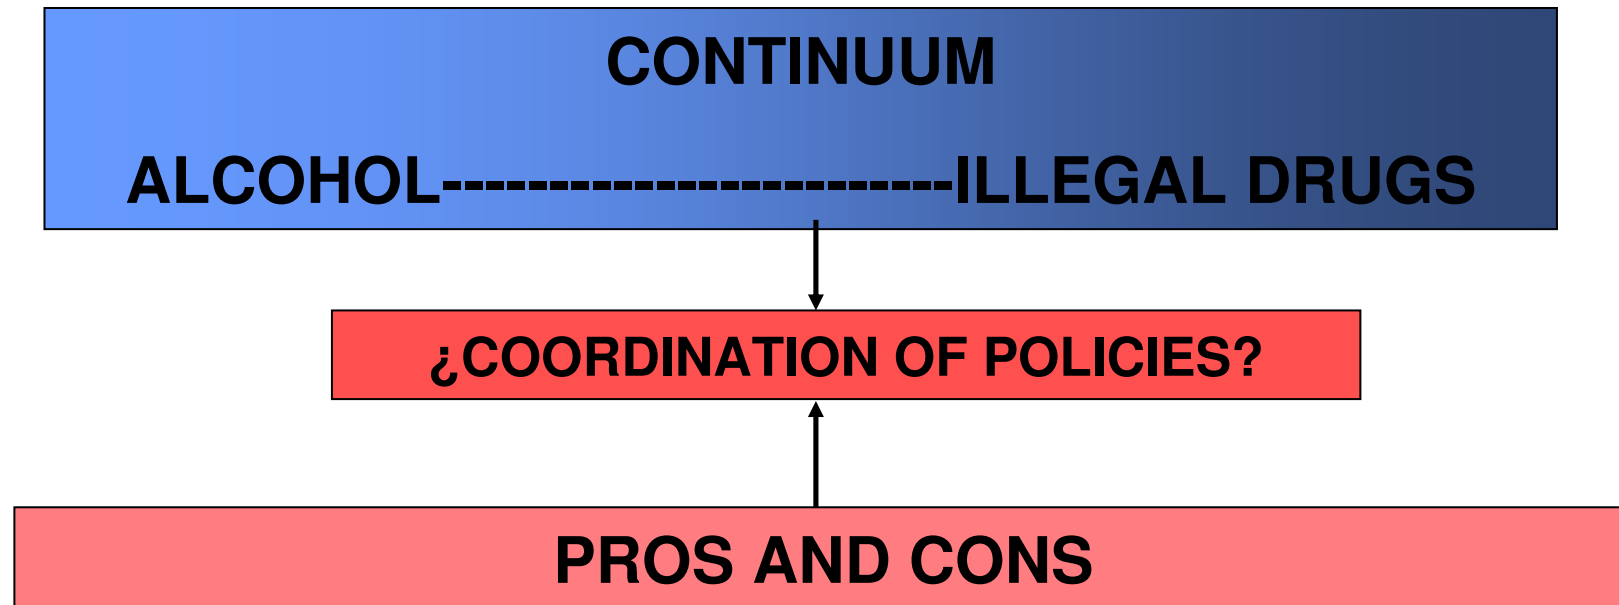 CONTINUUM
ALCOHOL------------------------ILLEGAL DRUGS
¿COORDINATION OF POLICIES?
PROS AND CONS